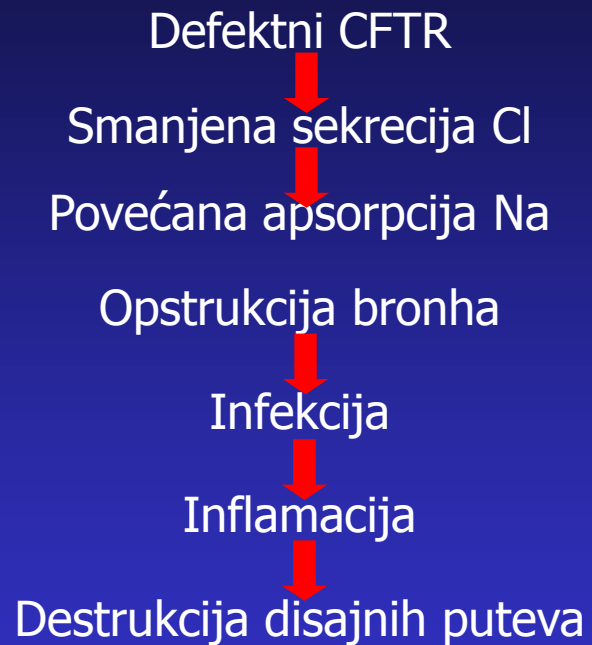 Defektni CFTR
Smanjena sekrecija Cl
Povećana apsorpcija Na
Opstrukcija bronha
Infekcija
Inflamacija
Destrukcija disajnih puteva